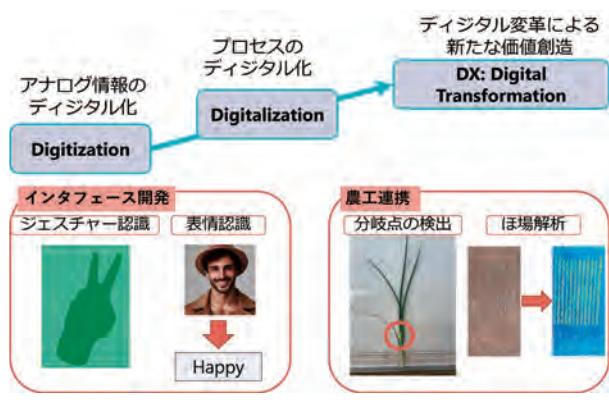 アナログ情報の
ディジタル化
Digitization
プロセスの
ディジタル化
Digitalization
ディジタル変革による
新たな価値創造
DX: Digital
Transformation
インタフェース開発
ジェスチャー認識
表情認識
Happy
農工連携
分岐点の検出
ほ場解析